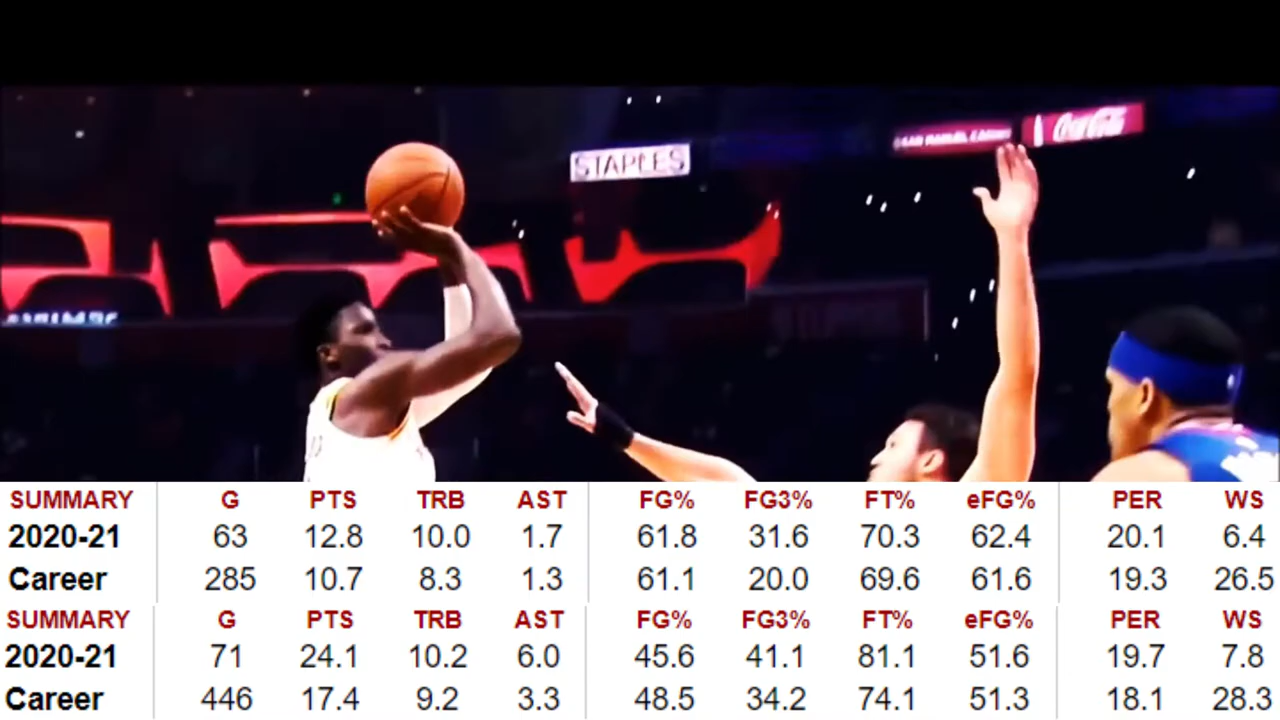 STAPLES
Coca-Cola
SUMMARY G PTS TRB AST FG% FG3% FT% eFG% PER WS
2020-21 63 12.8 10.0 1.7 61.8 31.6 70.3 62.4 20.1 6.4
Career 285 10.7 8.3 1.3 61.1 20.0 69.6 61.6 19.3 26.5
SUMMARY G PTS TRB AST FG% FG3% FT% eFG% PER WS
2020-21 71 24.1 10.2 6.0 45.6 41.1 81.1 51.6 19.7 7.8
Career 446 17.4 9.2 3.3 48.5 34.2 74.1 51.3 18.1 28.3